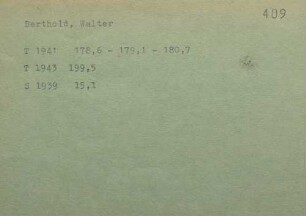 409
Berthold, Walter
T 1941 178,6 - 179,1 - 180,7
T 1943 199,5
S 1939 15,1